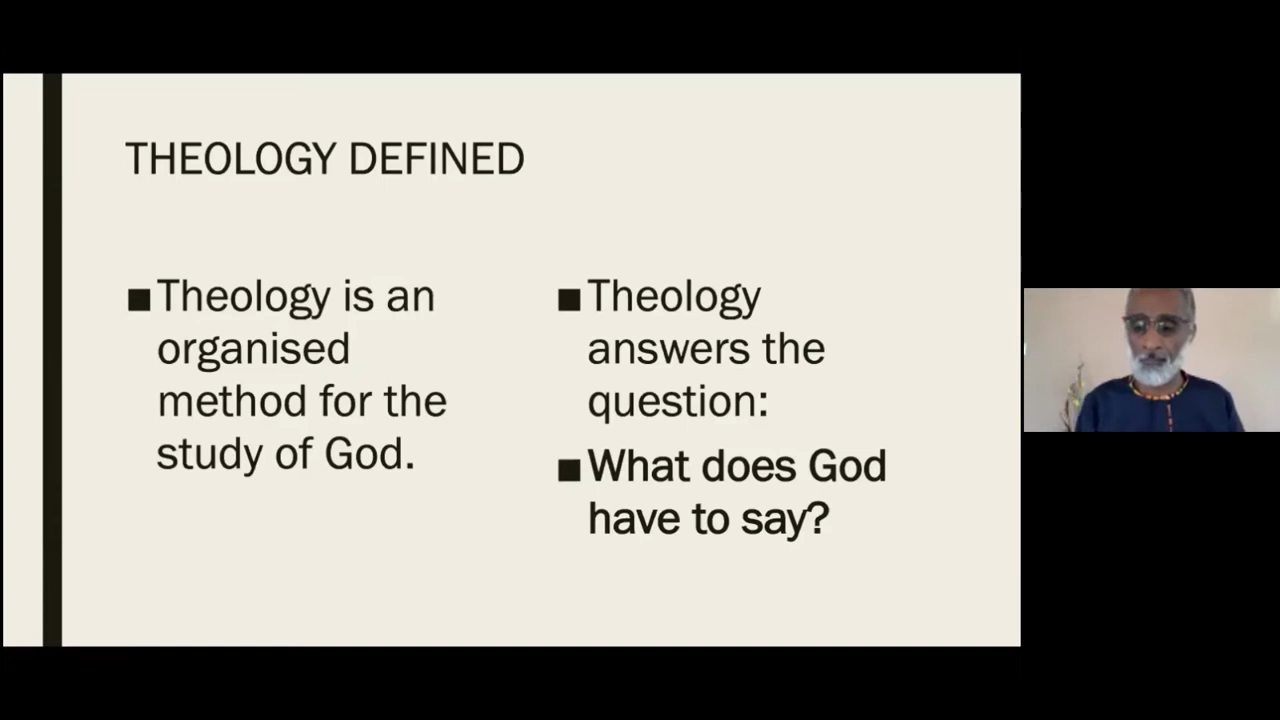 THEOLOGY DEFINED
■Theology is an
organised
method for the
study of God.
■Theology
answers the
question:
■What does God
have to say?